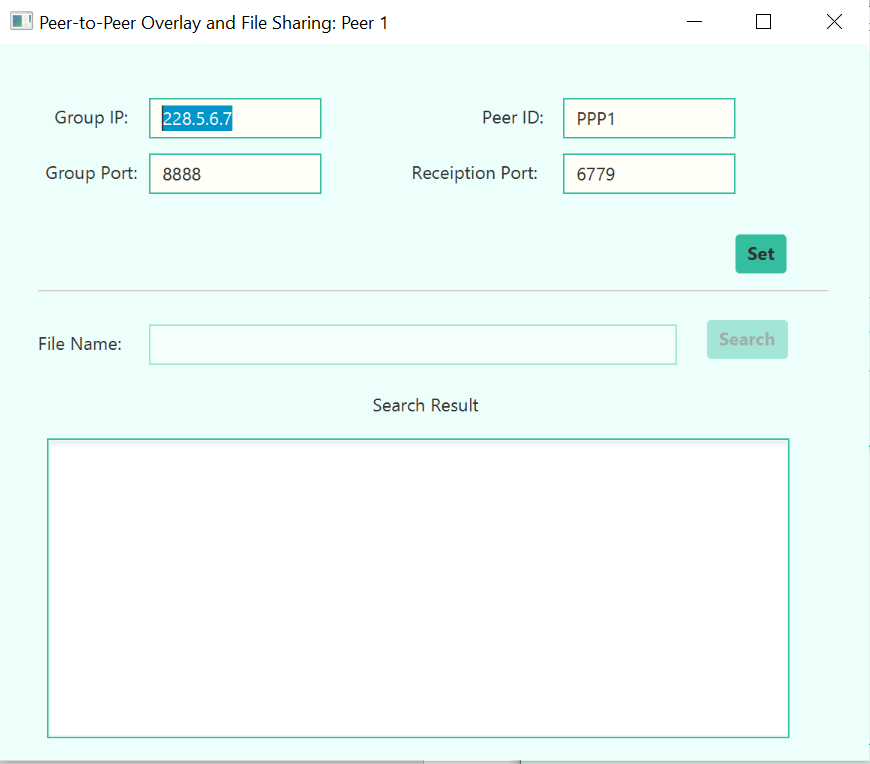 Peer-to-Peer Overlay and File Sharing: Peer 1
Group IP: 228.5.6.7 Peer ID: PPP1
Group Port: 8888 Receiption Port: 6779
Set
File Name: Search
Search Result